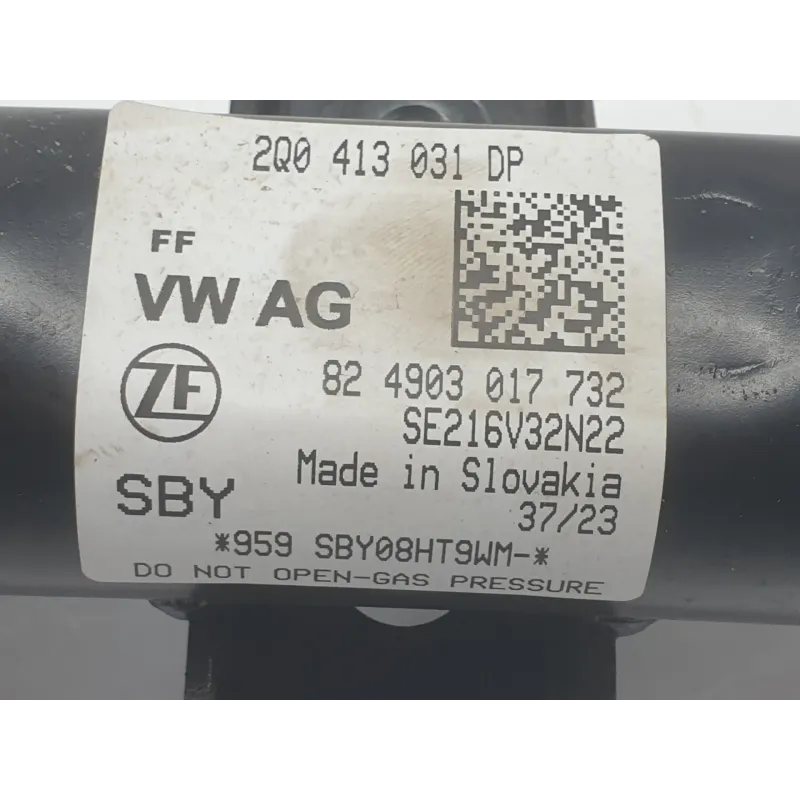 2Q0 413 031 DP
FF
VW AG
ZF
82 4903 017 732
SE216V32N22
Made in Slovakia
SBY
37/23
*959 SBY08HT9WM-*
DO NOT OPEN-GAS PRESSURE